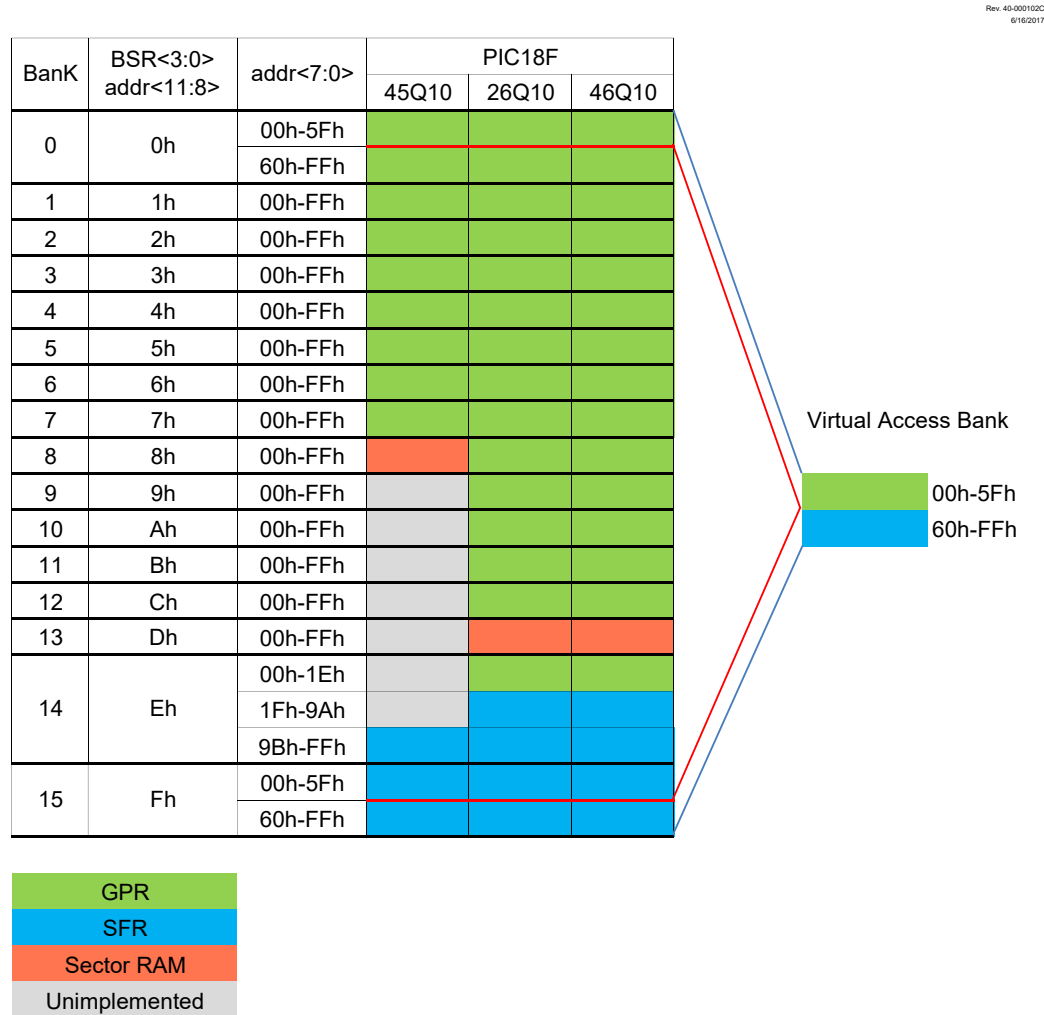 Rev. 40-000102C
6/16/2017
BanK BSR<3:0> addr<11:8> addr<7:0> PIC18F
45Q10 26Q10 46Q10
0 0h 00h-5Fh
60h-FFh
1 1h 00h-FFh
2 2h 00h-FFh
3 3h 00h-FFh
4 4h 00h-FFh
5 5h 00h-FFh
6 6h 00h-FFh
7 7h 00h-FFh
Virtual Access Bank
8 8h 00h-FFh
9 9h 00h-FFh
00h-5Fh
10 Ah 00h-FFh
60h-FFh
11 Bh 00h-FFh
12 Ch 00h-FFh
13 Dh 00h-FFh
14 Eh 00h-1Eh
1Fh-9Ah
9Bh-FFh
15 Fh 00h-5Fh
60h-FFh
GPR
SFR
Sector RAM
Unimplemented